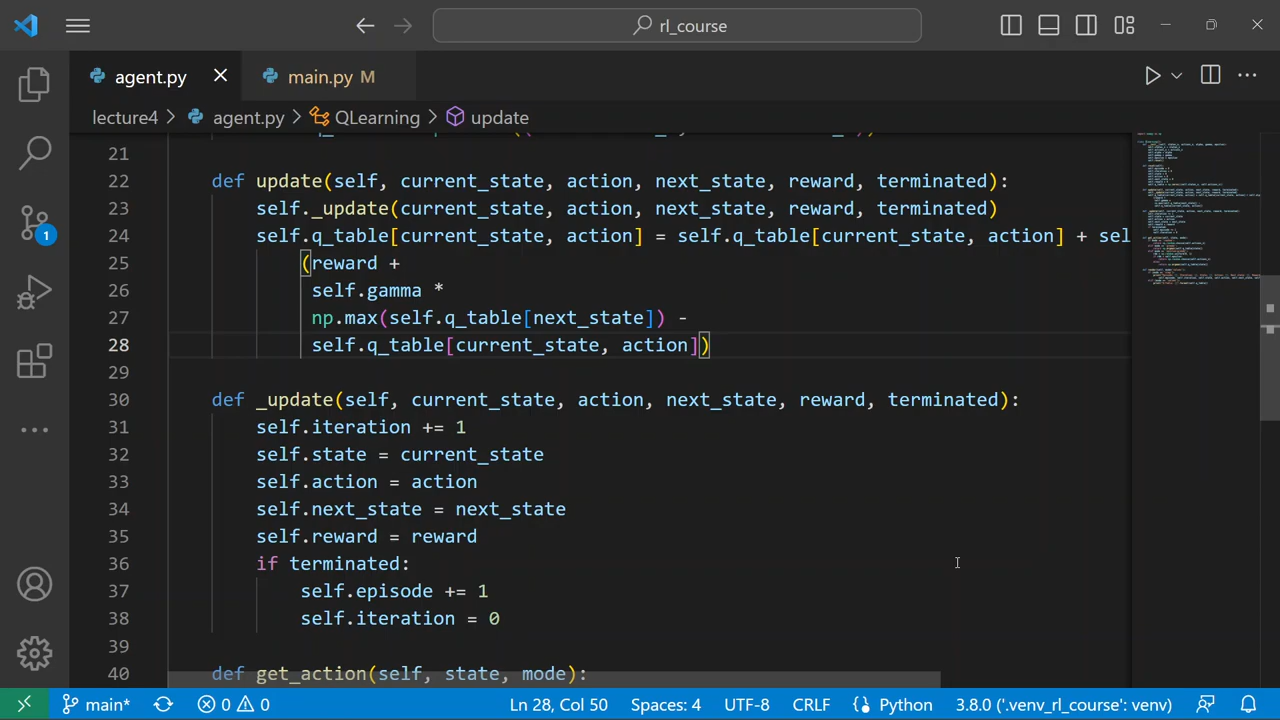 rl_course
agent.py
main.py M
lecture4 > agent.py > QLearning > update
21
22 def update(self, current_state, action, next_state, reward, terminated):
23 self._update(current_state, action, next_state, reward, terminated)
24 self.q_table[current_state, action] = self.q_table[current_state, action] + sel
25 (reward +
26 self.gamma *
27 np.max(self.q_table[next_state]) -
28 self.q_table[current_state, action])
29
30 def _update(self, current_state, action, next_state, reward, terminated):
31 self.iteration += 1
32 self.state = current_state
33 self.action = action
34 self.next_state = next_state
35 self.reward = reward
36 if terminated:
37 self.episode += 1
38 self.iteration = 0
39
40 def get_action(self, state, mode):
1
main* 0 0 Ln 28, Col 50 Spaces: 4 UTF-8 CRLF Python 3.8.0 ('.venv_rl_course': venv)